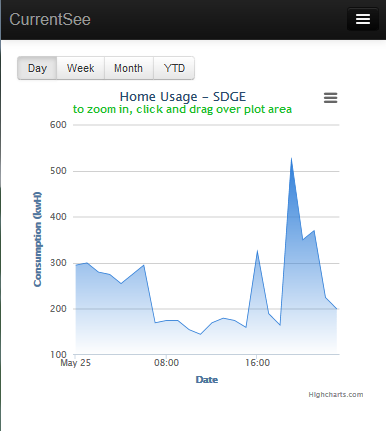 CurrentSee
Day Week Month YTD
Home Usage - SDGE
to zoom in, click and drag over plot area
Consumption (kwH)
600
500
400
300
200
100
May 25 08:00 16:00
Date
Highcharts.com